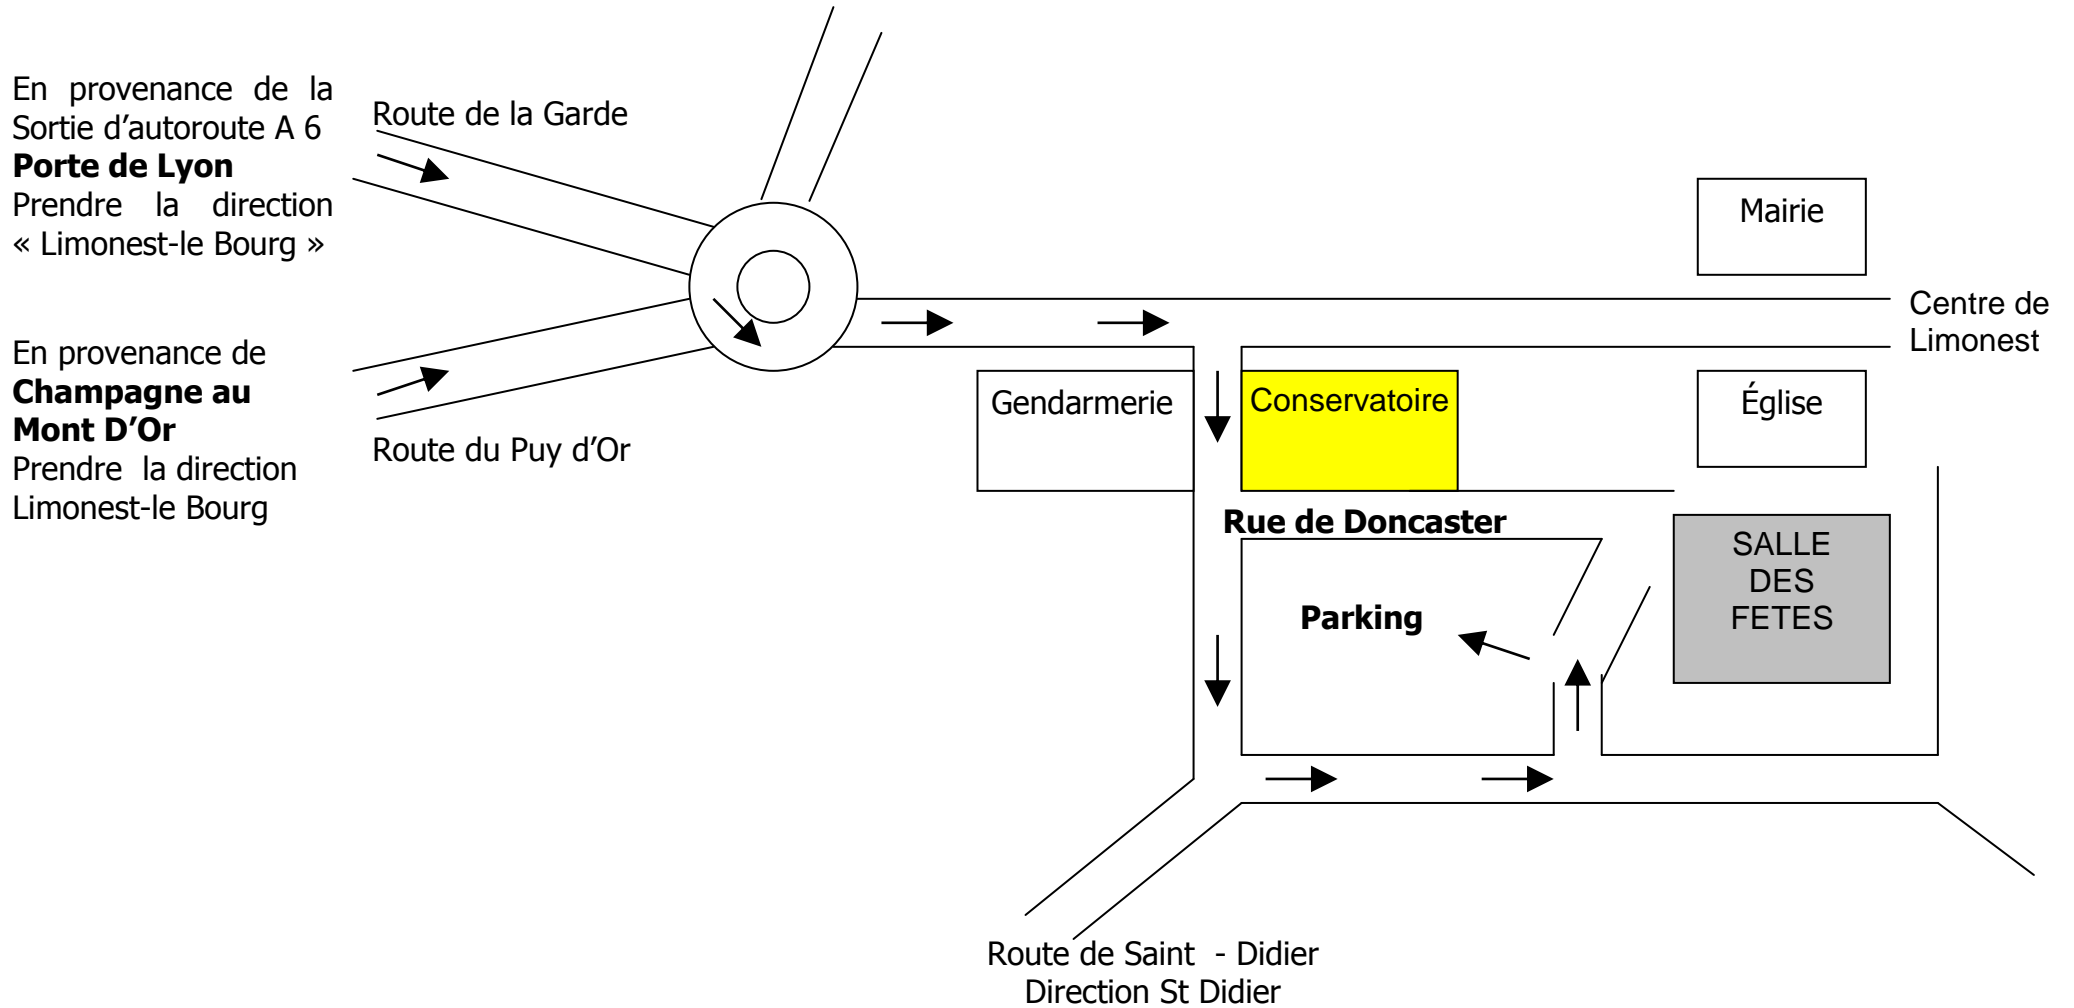 En provenance de la
Sortie d’autoroute A 6
Porte de Lyon
Prendre la direction
« Limonest-le Bourg »
Route de la Garde
En provenance de
Champagne au
Mont D’Or
Prendre la direction
Limonest-le Bourg
Route du Puy d’Or
Mairie
Centre de
Limonest
Gendarmerie
Conservatoire
Église
Rue de Doncaster
SALLE
DES
FETES
Parking
Route de Saint - Didier
Direction St Didier